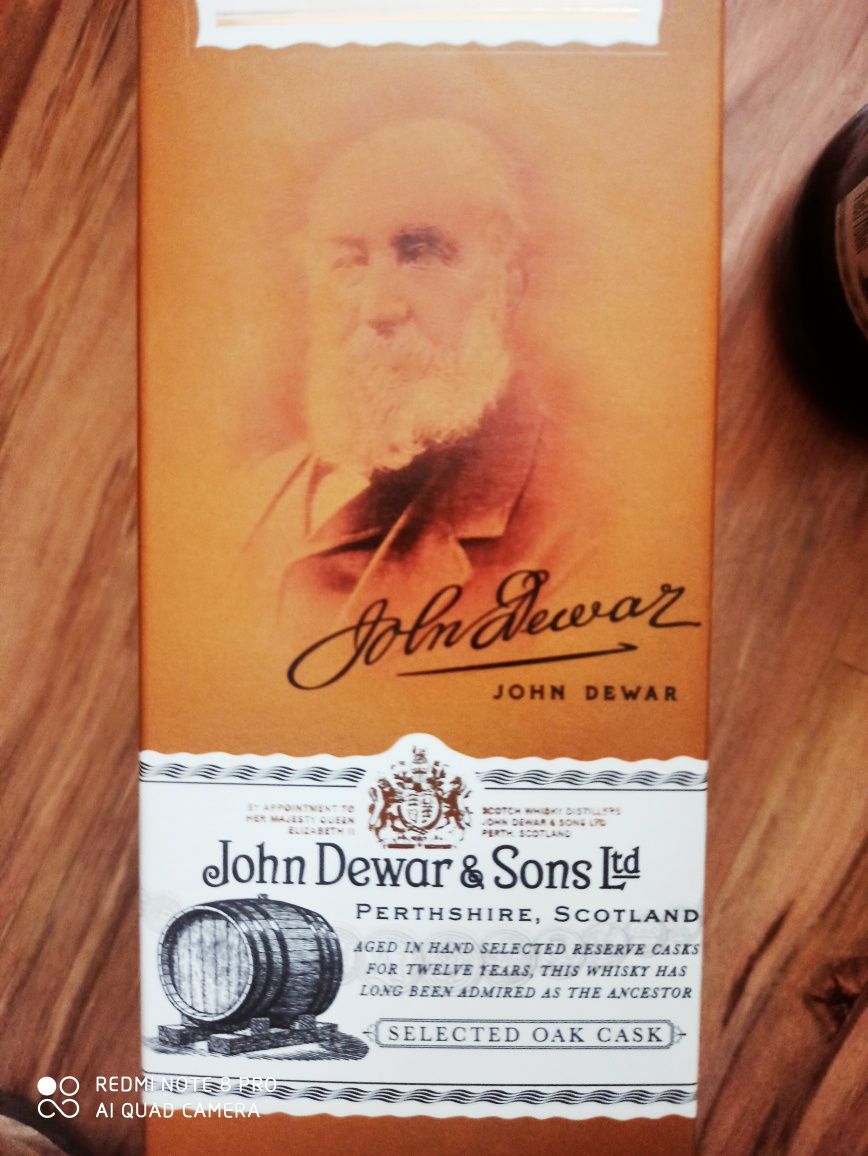 John Dewar
JOHN DEWAR
BY APPOINTMENT TO
HER MAJESTY QUEEN
ELIZABETH II
SCOTCH WHISKY DISTILLERS
JOHN DEWAR & SONS LTD
PERTH, SCOTLAND
John Dewar & Sons Ltd
PERTHSHIRE, SCOTLAND
AGED IN HAND SELECTED RESERVE CASKS
FOR TWELVE YEARS, THIS WHISKY HAS
LONG BEEN ADMIRED AS THE ANCESTOR
SELECTED OAK CASK
REDMI NOTE 8 PRO
AI QUAD CAMERA